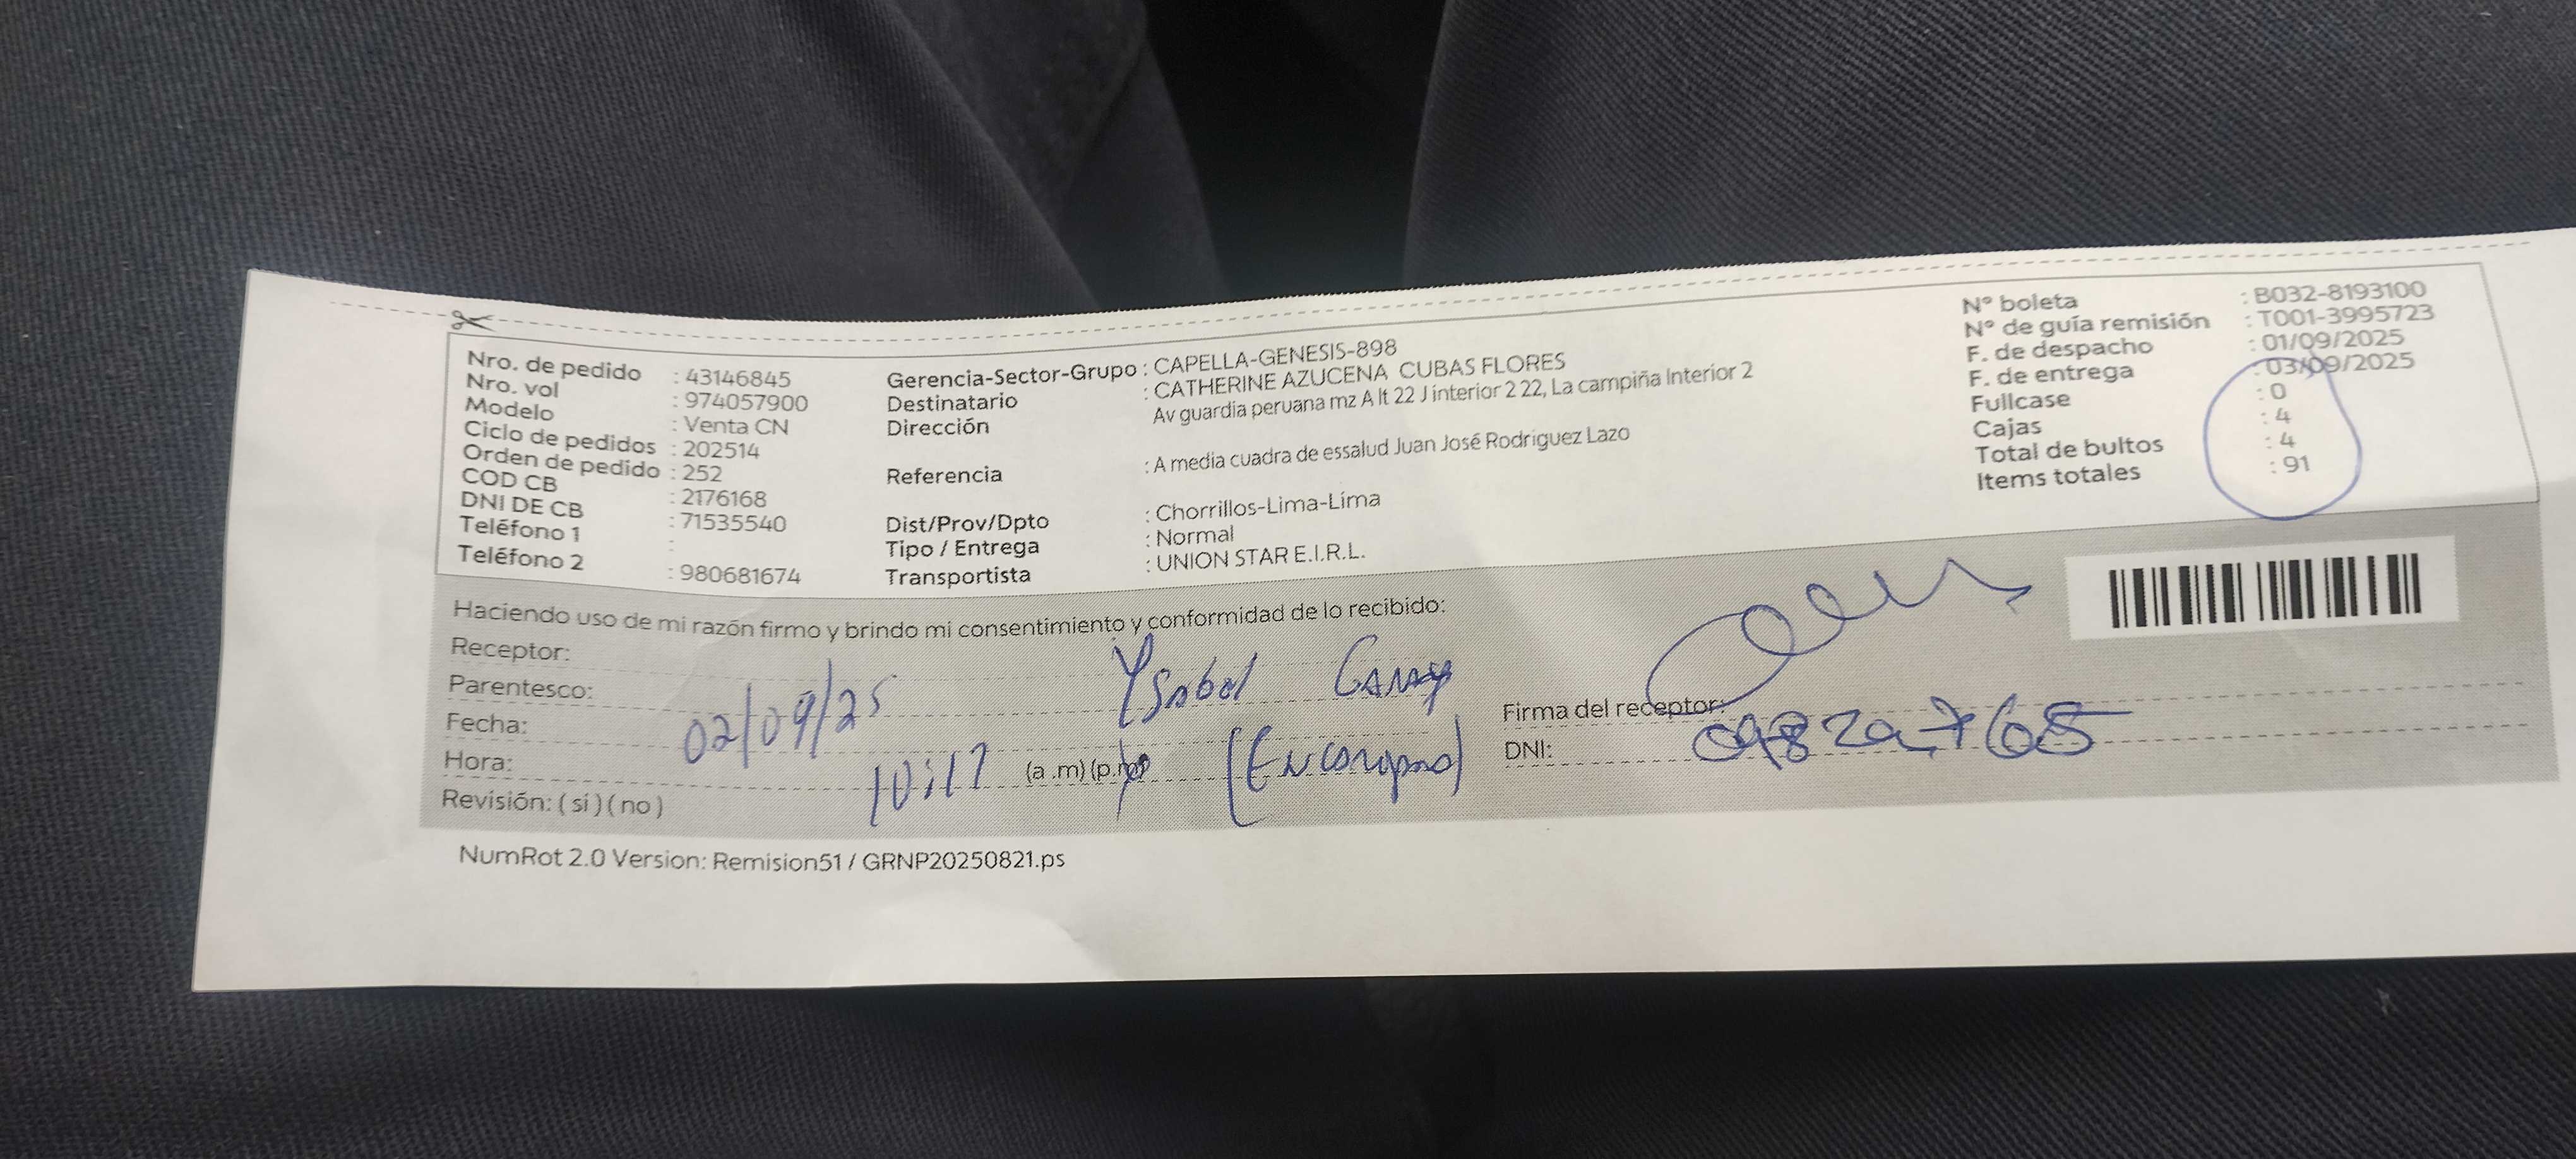 Nro. de pedido : 43146845
Nro. vol : 974057900
Modelo : Venta CN
Ciclo de pedidos : 202514
Orden de pedido : 252
COD CB : 2176168
DNI DE CB : 71535540
Teléfono 1 :
Teléfono 2 : 980681674
Gerencia-Sector-Grupo : CAPELLA-GENESIS-898
Destinatario : CATHERINE AZUCENA CUBAS FLORES
Dirección Av guardia peruana mz A lt 22 J interior 2 22, La campiña Interior 2
Referencia : A media cuadra de essalud Juan José Rodriguez Lazo
Dist/Prov/Dpto : Chorrillos-Lima-Lima
Tipo / Entrega : Normal
Transportista : UNION STAR E.I.R.L.
N° boleta : B032-8193100
N° de guía remisión : T001-3995723
F. de despacho : 01/09/2025
F. de entrega : 03/09/2025
Fullcase : 0
Cajas : 4
Total de bultos : 4
Items totales : 91
Haciendo uso de mi razón firmo y brindo mi consentimiento y conformidad de lo recibido:
Receptor:
Parentesco: Ysabel
Fecha: 02/09/25
Hora: 10:17 (a .m) (p.m)
Revisión: ( si ) ( no )
Firma del receptor:
DNI:
NumRot 2.0 Version: Remision51 / GRNP20250821.ps